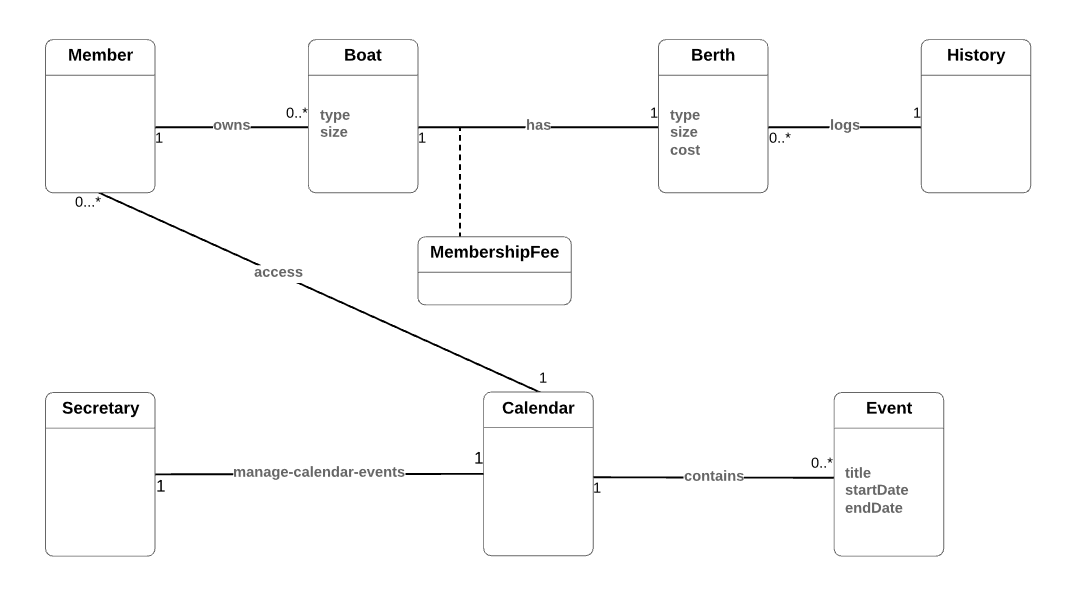 Member
Boat
Berth
History
owns
0..*
1
type
size
1
has
1
type
size
cost
0..*
logs
1
0...*
MembershipFee
access
1
Secretary
Calendar
Event
manage-calendar-events
1
1
contains
1
0..*
title
startDate
endDate